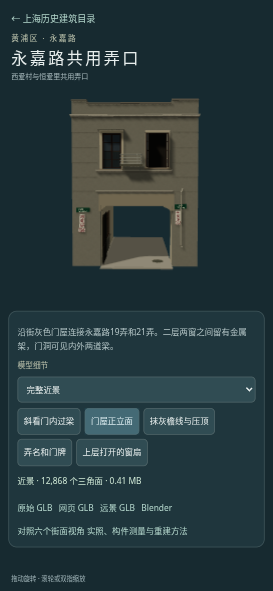 ← 上海历史建筑目录
黄浦区 · 永嘉路
永嘉路共用弄口
西爱村与恒爱里共用弄口
沿街灰色门屋连接永嘉路19弄和21弄。二层两窗之间留有金属
架，门洞可见内外两道梁。
模型细节
完整近景
斜看门内过梁 门屋正立面 抹灰檐线与压顶
弄名和门牌 上层打开的窗扇
近景 · 12,868 个三角面 · 0.41 MB
原始 GLB 网页 GLB 远景 GLB Blender
对照六个街面视角 实照、构件测量与重建方法
拖动旋转 · 滚轮或双指缩放